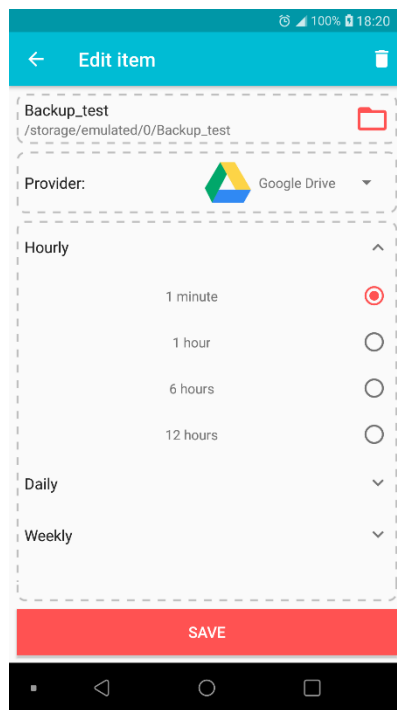 100% 18:20
Edit item
Backup_test
/storage/emulated/0/Backup_test
Provider: Google Drive
Hourly
1 minute
1 hour
6 hours
12 hours
Daily
Weekly
SAVE